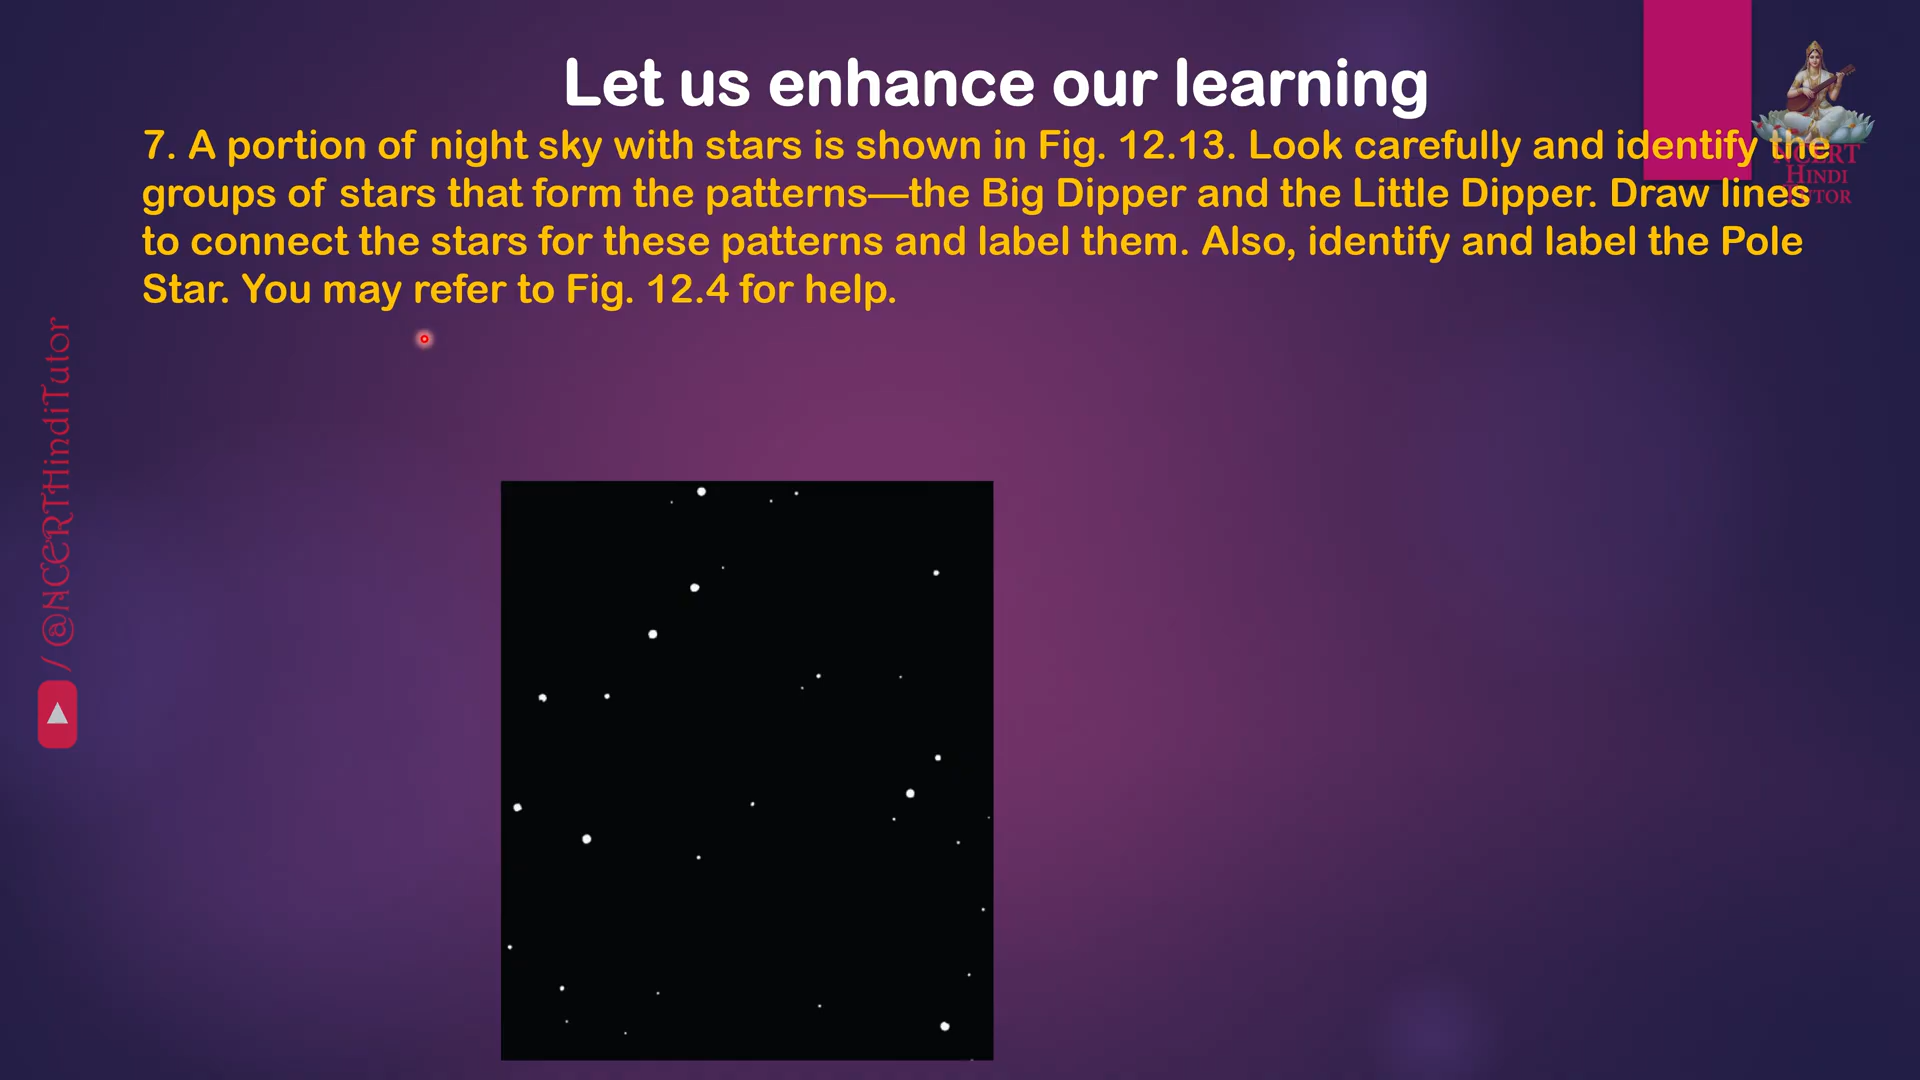 Let us enhance our learning
7. A portion of night sky with stars is shown in Fig. 12.13. Look carefully and identify the
groups of stars that form the patterns—the Big Dipper and the Little Dipper. Draw lines
to connect the stars for these patterns and label them. Also, identify and label the Pole
Star. You may refer to Fig. 12.4 for help.
NCERT
HINDI
TUTOR
/ @NCERTHindiTutor